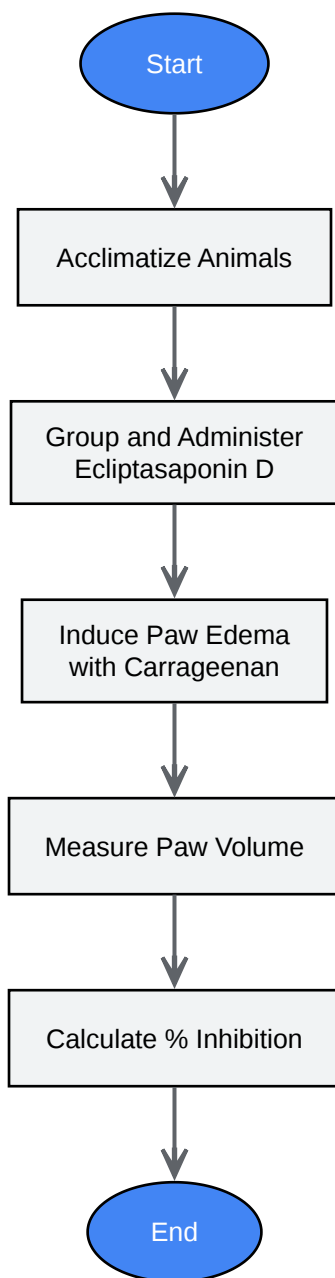 Start
Acclimatize Animals
Group and Administer
Ecliptasaponin D
Induce Paw Edema
with Carrageenan
Measure Paw Volume
Calculate % Inhibition
End